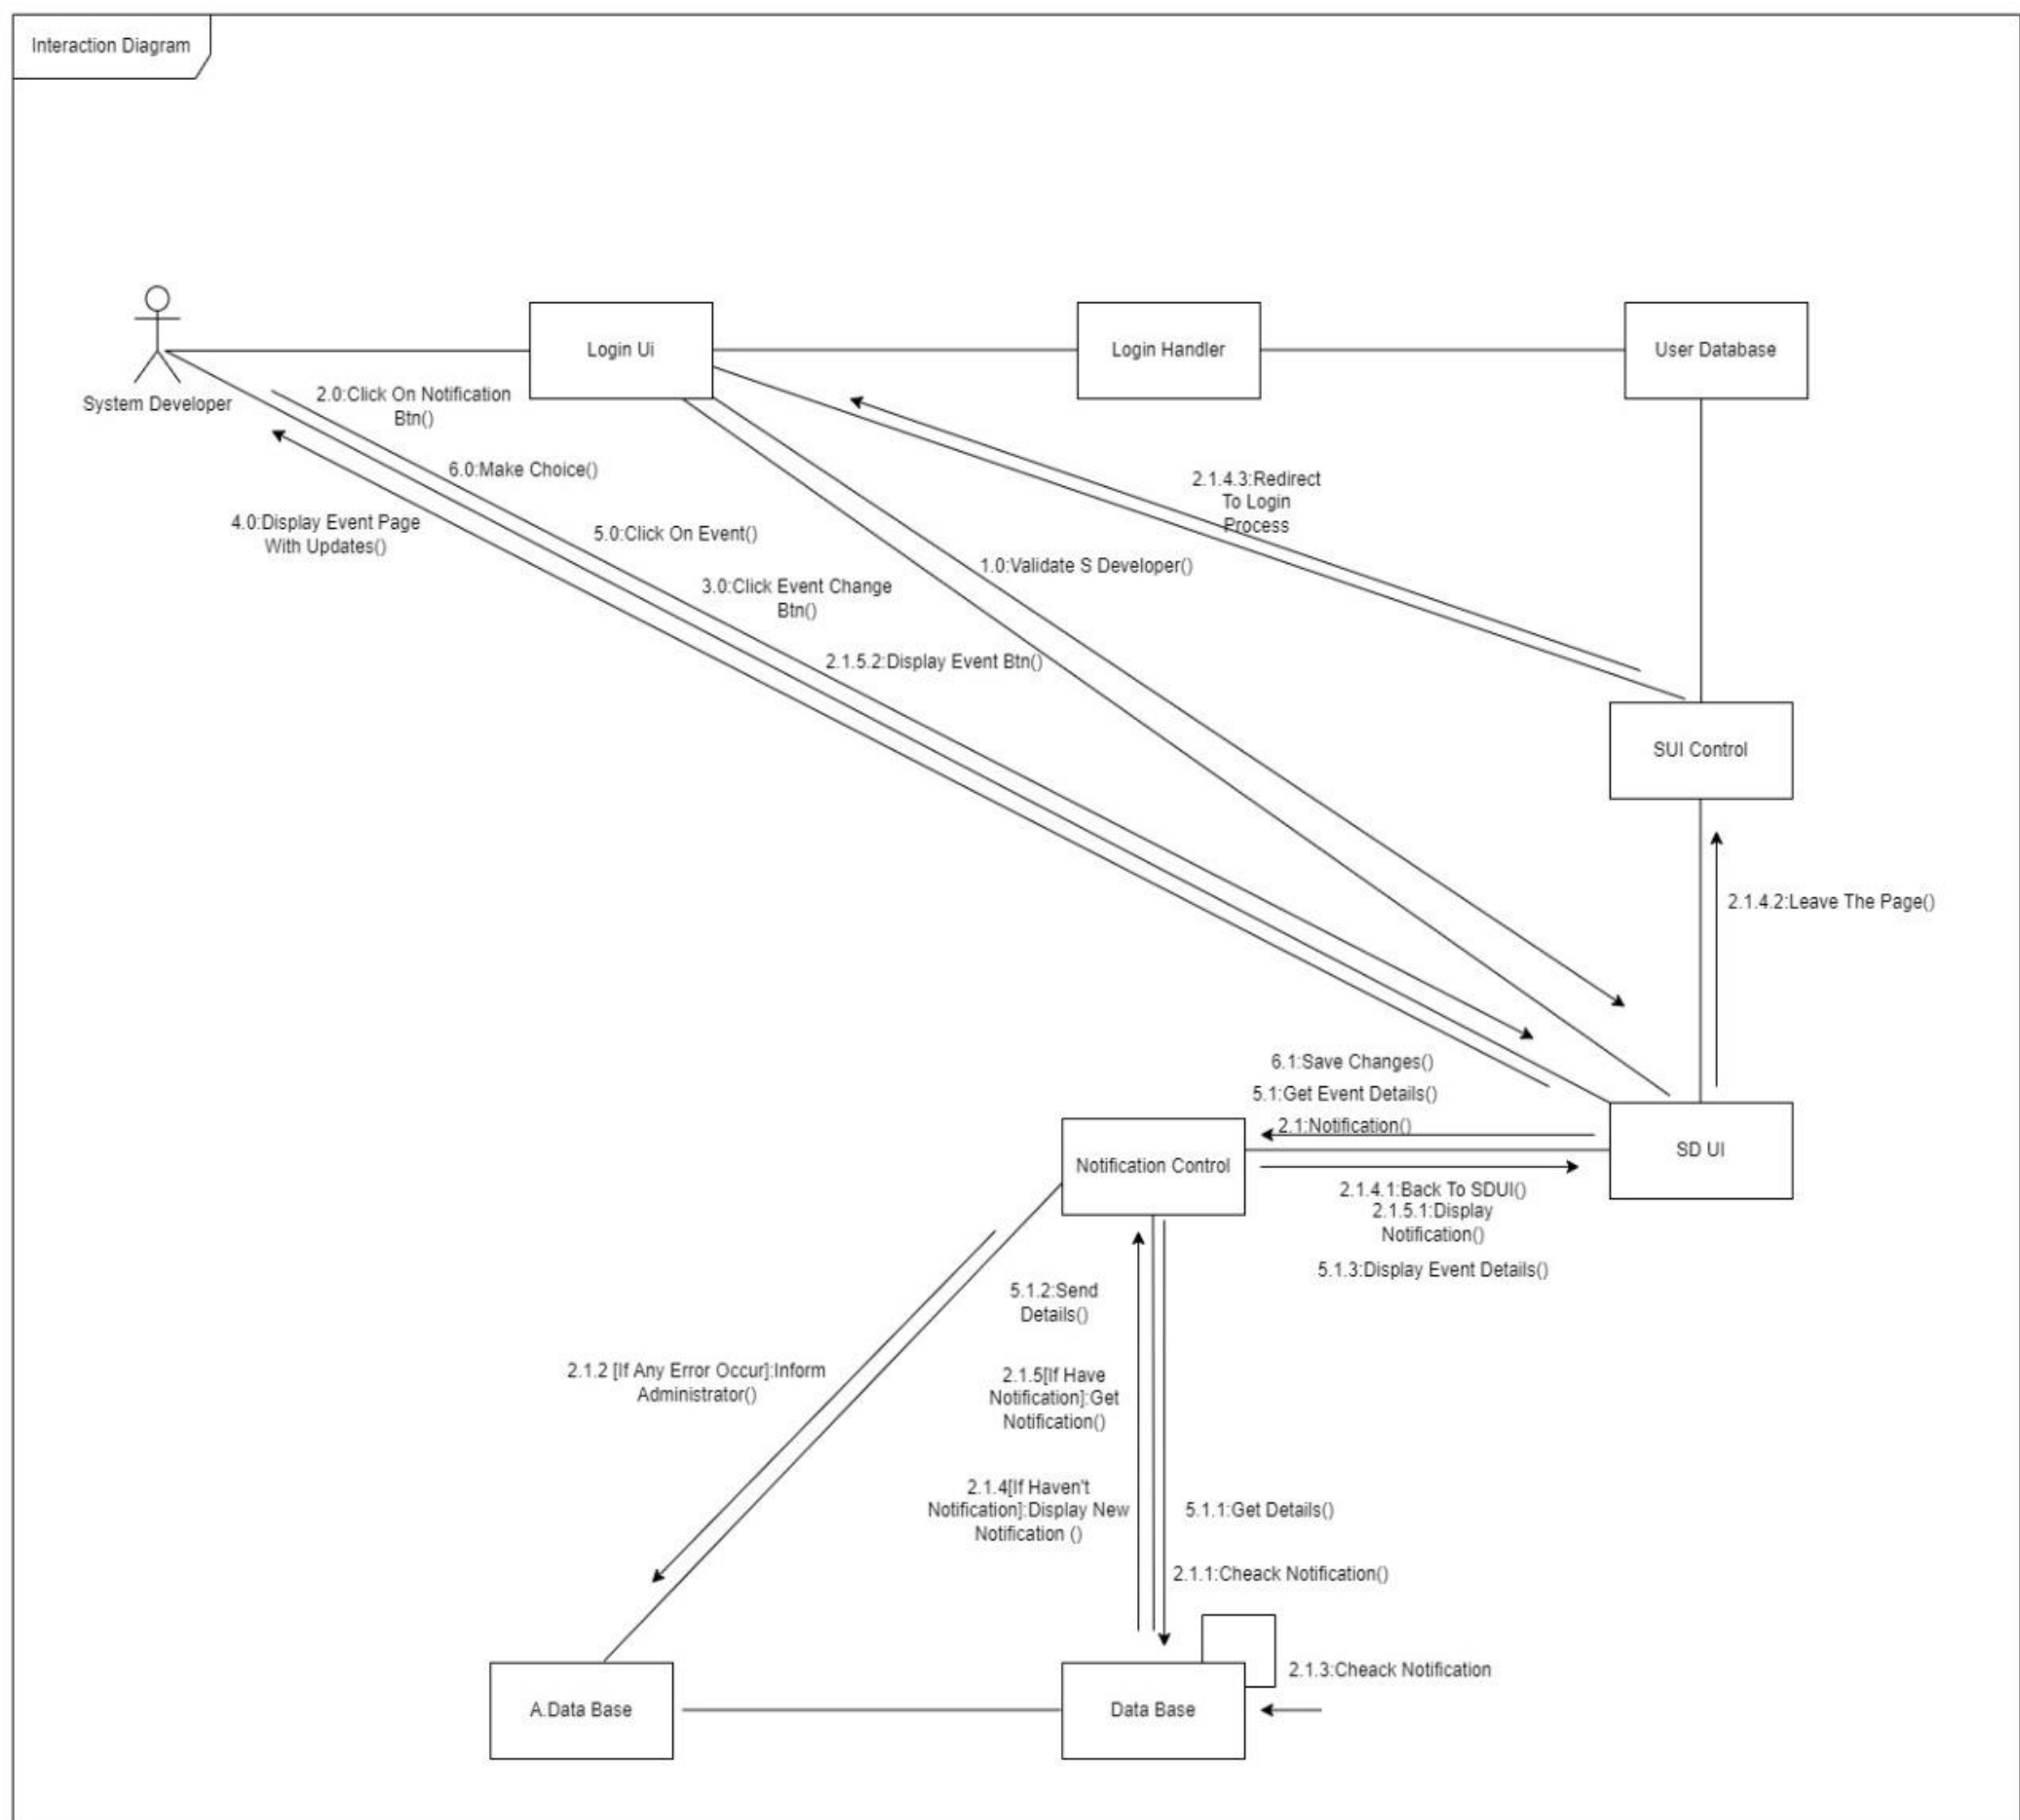 Interaction Diagram
Login Ui
Login Handler
User Database
System Developer
2.0:Click On Notification
Btn()
6.0:Make Choice()
2.1.4.3:Redirect
To Login
Process
4.0:Display Event Page
With Updates()
5.0:Click On Event()
1.0:Validate S Developer()
3.0:Click Event Change
Btn()
2.1.5.2:Display Event Btn()
SUI Control
2.1.4.2:Leave The Page()
6.1:Save Changes()
5.1:Get Event Details()
2.1:Notification()
SD UI
Notification Control
2.1.4.1:Back To SDUI()
2.1.5.1:Display
Notification()
5.1.3:Display Event Details()
5.1.2:Send
Details()
2.1.2 [If Any Error Occur]:Inform
Administrator()
2.1.5[If Have
Notification]:Get
Notification()
2.1.4[If Haven't
Notification]:Display New
Notification ()
5.1.1:Get Details()
2.1.1:Cheack Notification()
2.1.3:Cheack Notification
A.Data Base
Data Base